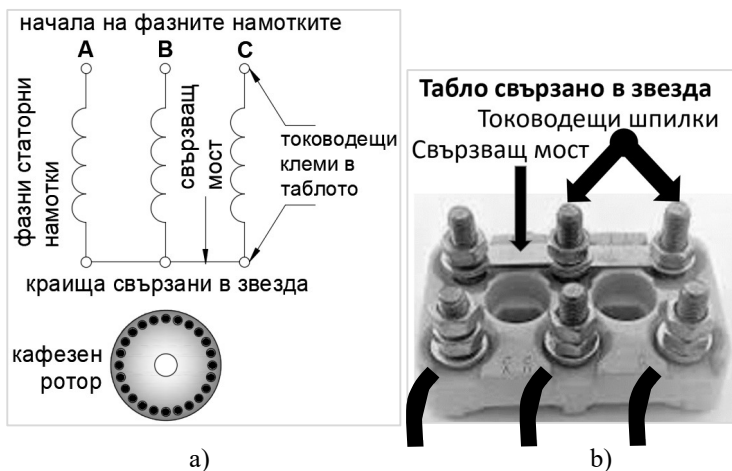 начала на фазните намотките
A B C
фазни статорни
намотки
свързващ
мост
тоководещи
клеми в
таблото
краища свързани в звезда
кафезен
ротор
a)
Табло свързано в звезда
Тоководещи шпилки
Свързващ мост
b)